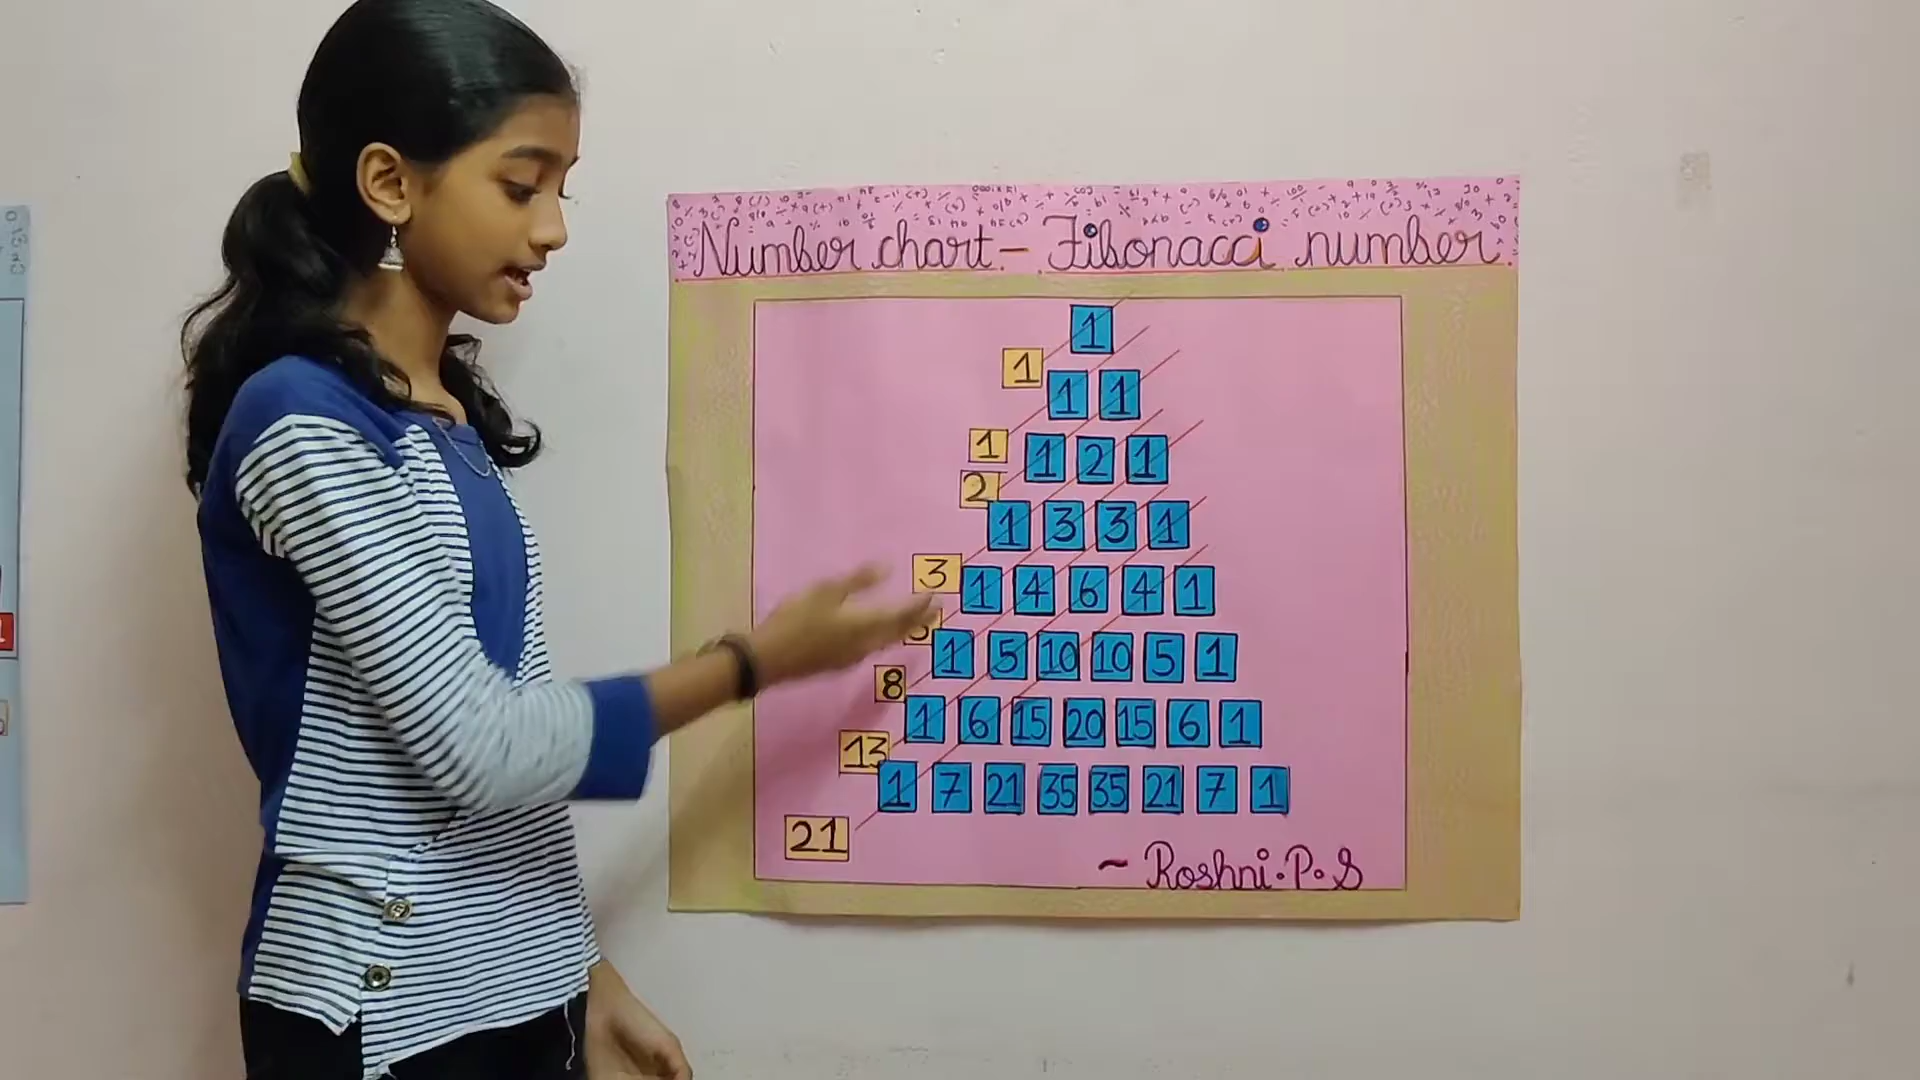 Number chart - Fibonacci number
1
1
1 1
1
1 2 1
2
1 3 3 1
3
1 4 6 4 1
5
1 5 10 10 5 1
8
1 6 15 20 15 6 1
13
1 7 21 35 35 21 7 1
21
~ Roshni.P.S